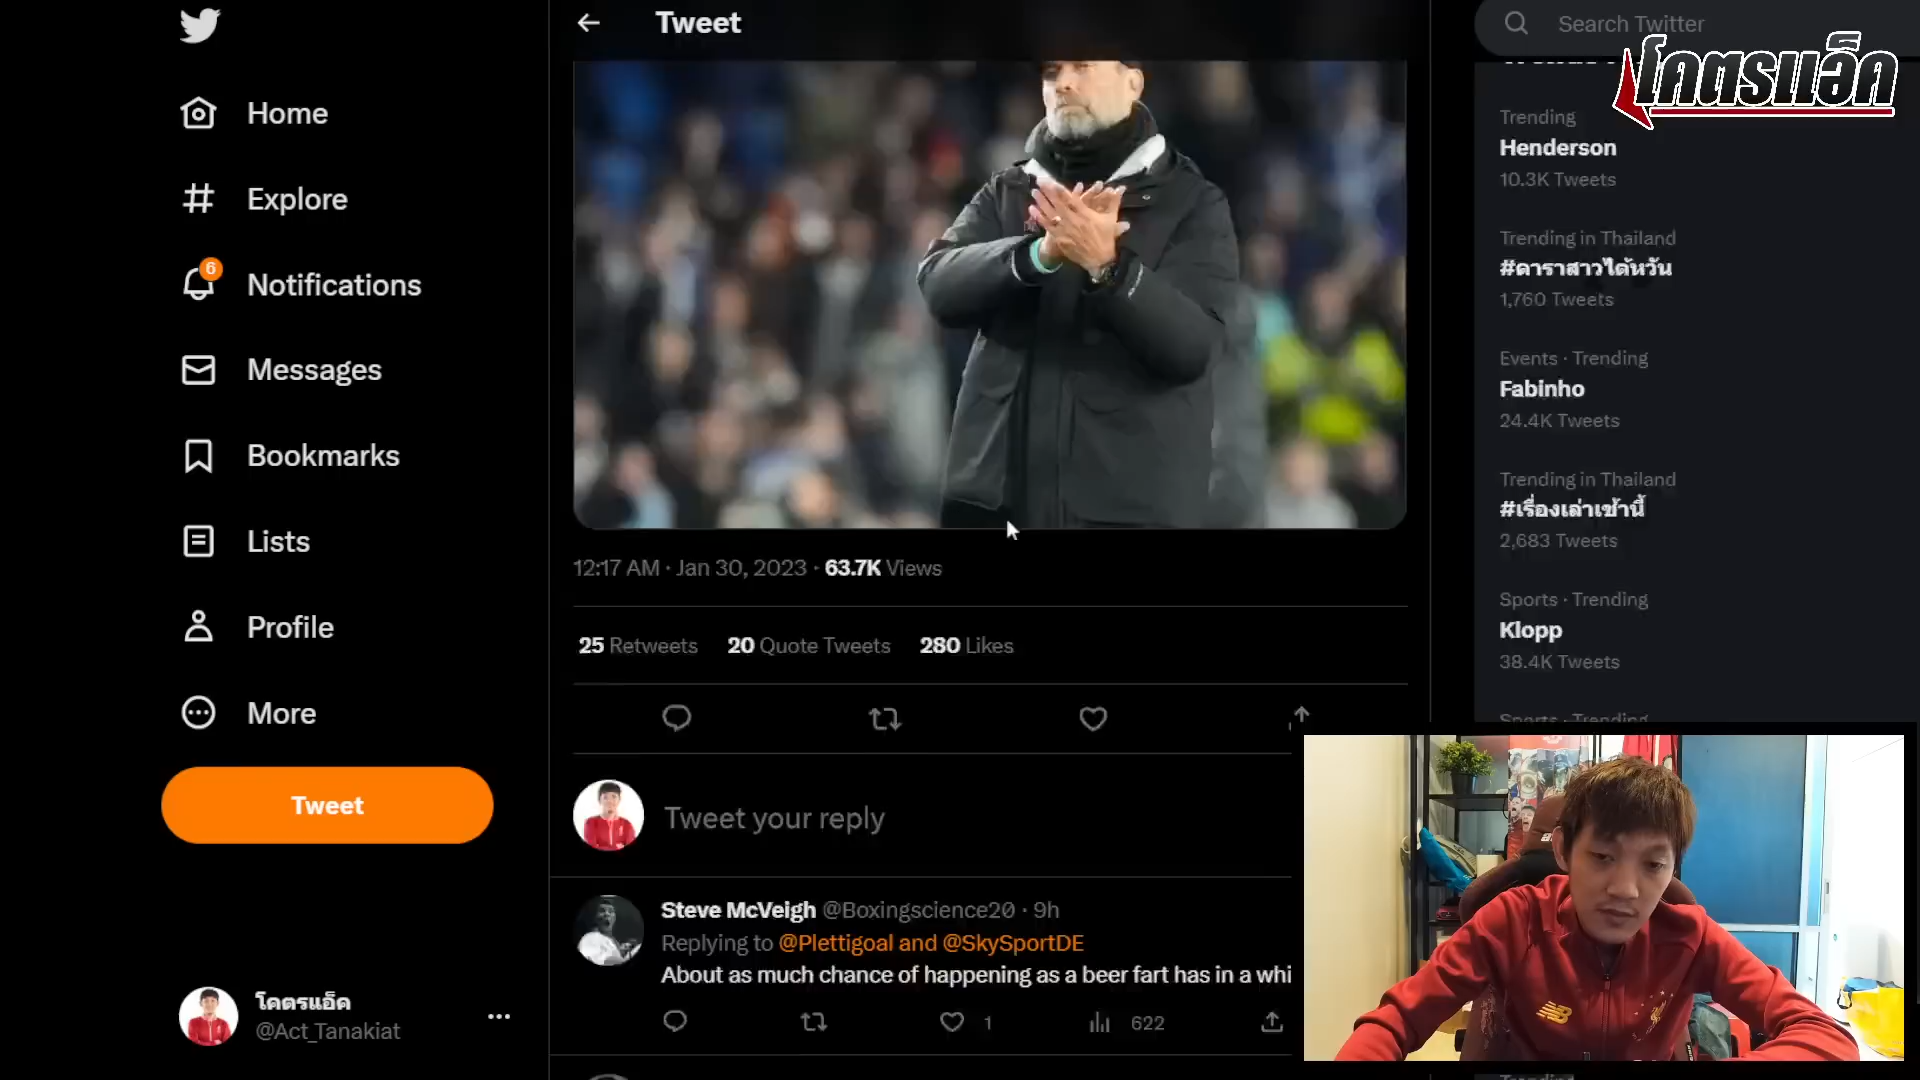 Home
Explore
6
Notifications
Messages
Bookmarks
Lists
Profile
More
Tweet
โคตรแอ็ค
@Act_Tanakiat
Tweet
12:17 AM · Jan 30, 2023 · 63.7K Views
25 Retweets 20 Quote Tweets 280 Likes
Tweet your reply
Steve McVeigh @Boxingscience20 · 9h
Replying to @Plettigoal and @SkySportDE
About as much chance of happening as a beer fart has in a whi
1
622
Search Twitter
โคตรแอ็ค
Trending
Henderson
10.3K Tweets
Trending in Thailand
#ดาราสาวไต้หวัน
1,760 Tweets
Events · Trending
Fabinho
24.4K Tweets
Trending in Thailand
#เรื่องเล่าเช้านี้
2,683 Tweets
Sports · Trending
Klopp
38.4K Tweets
Sports · Trending
Trending